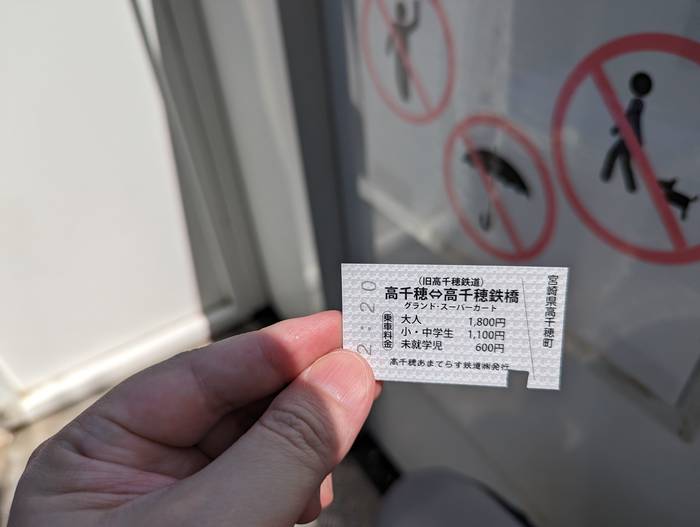 (旧高千穂鉄道)
高千穂⇔高千穂鉄橋
グランド・スーパーカート
乗車料金
大人 1,800円
小・中学生 1,100円
未就学児 600円
高千穂あまてらす鉄道㈱発行
宮崎県高千穂町
2:20